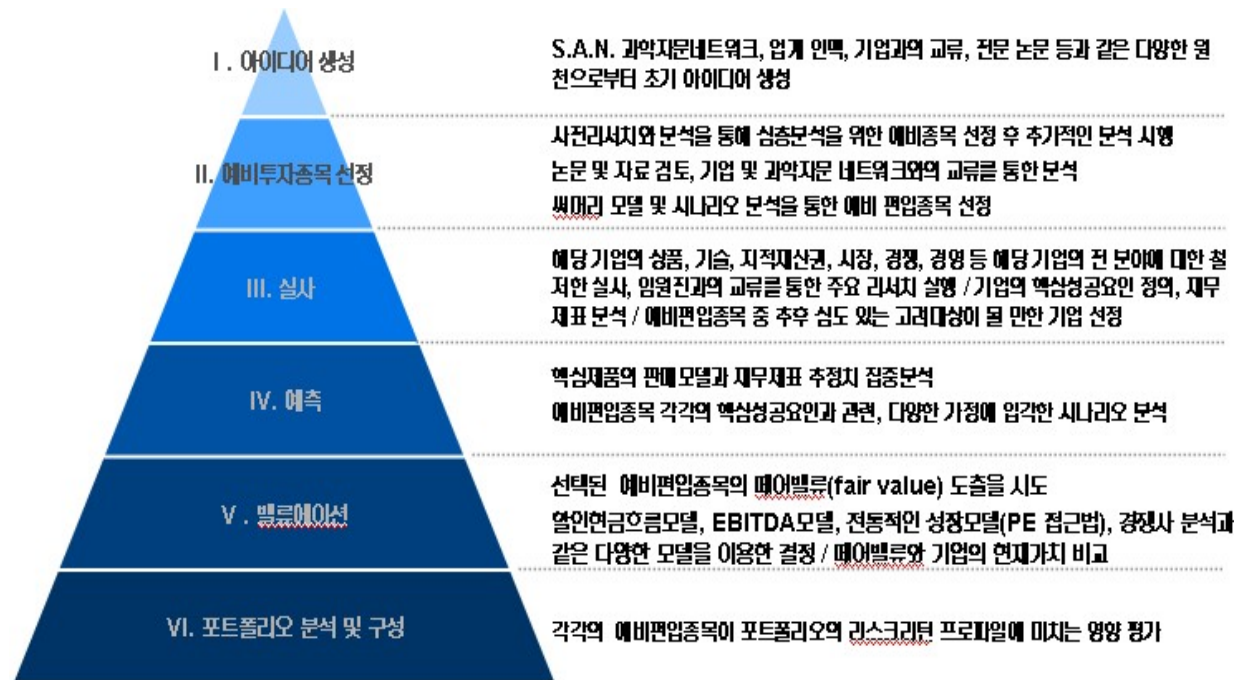 I . 아이디어 생성
S.A.N. 과학자문네트워크, 업계 인맥, 기업과의 교류, 전문 논문 등과 같은 다양한 원
천으로부터 초기 아이디어 생성
II. 예비투자종목 선정
사전리서치와 분석을 통해 심층분석을 위한 예비종목 선정 후 추가적인 분석 시행
논문 및 자료 검토, 기업 및 과학자문 네트워크와의 교류를 통한 분석
써머리 모델 및 시나리오 분석을 통한 예비 편입종목 선정
III. 실사
해당 기업의 상품, 기술, 지적재산권, 시장, 경쟁, 경영 등 해당 기업의 전 분야에 대한 철
저한 실사, 임원진과의 교류를 통한 주요 리서치 실행 / 기업의 핵심성공요인 정의, 재무
재표 분석 / 예비편입종목 중 추후 심도 있는 고려대상이 될 만한 기업 선정
IV. 예측
핵심제품의 판매모델과 재무재표 추정치 집중분석
예비편입종목 각각의 핵심성공요인과 관련, 다양한 가정에 입각한 시나리오 분석
V . 밸류에이션
선택된 예비편입종목의 페어밸류(fair value) 도출을 시도
할인현금흐름모델, EBITDA모델, 전통적인 성장모델(PE 접근법), 경쟁사 분석과
같은 다양한 모델을 이용한 결정 / 페어밸류와 기업의 현재가치 비교
VI. 포트폴리오 분석 및 구성
각각의 예비편입종목이 포트폴리오의 리스크리턴 프로파일에 미치는 영향 평가